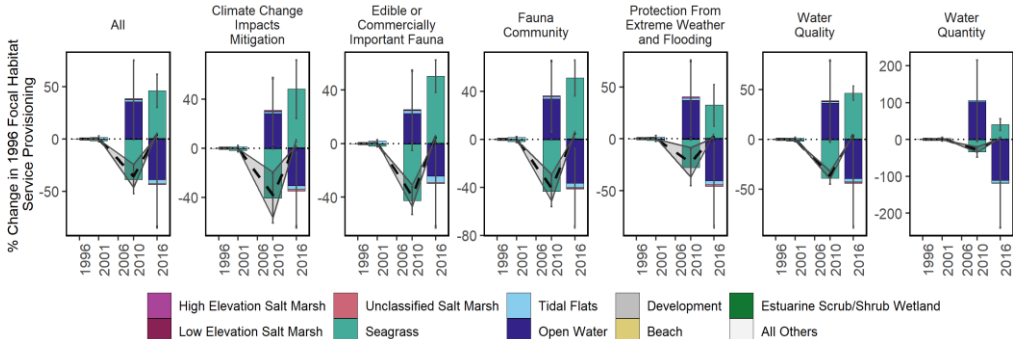 % Change in 1996 Focal Habitat
Service Provisioning
All
50
0
-50
1996
2001
2006
2010
2016
Climate Change
Impacts
Mitigation
40
0
-40
1996
2001
2006
2010
2016
Edible or
Commercially
Important Fauna
40
0
-40
1996
2001
2006
2010
2016
Fauna
Community
40
0
-40
-80
1996
2001
2006
2010
2016
Protection From
Extreme Weather
and Flooding
50
0
-50
1996
2001
2006
2010
2016
Water
Quality
50
0
-50
1996
2001
2006
2010
2016
Water
Quantity
200
100
0
-100
-200
1996
2001
2006
2010
2016
High Elevation Salt Marsh
Unclassified Salt Marsh
Tidal Flats
Development
Estuarine Scrub/Shrub Wetland
Low Elevation Salt Marsh
Seagrass
Open Water
Beach
All Others